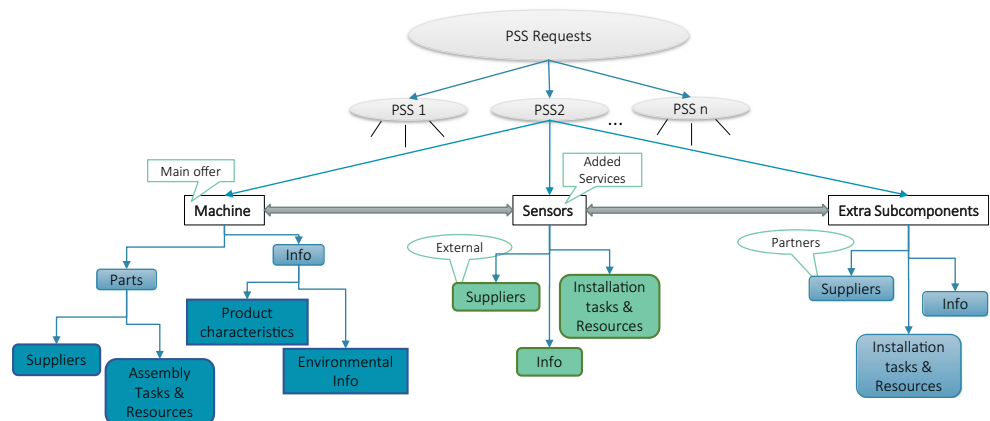 PSS Requests
PSS 1
PSS2
...
PSS n
Main offer
Added
Services
Machine
Sensors
Extra Subcomponents
External
Partners
Parts
Info
Suppliers
Installation
tasks &
Resources
Suppliers
Info
Product
characteristics
Suppliers
Assembly
Tasks &
Resources
Environmental
Info
Info
Installation
tasks &
Resources